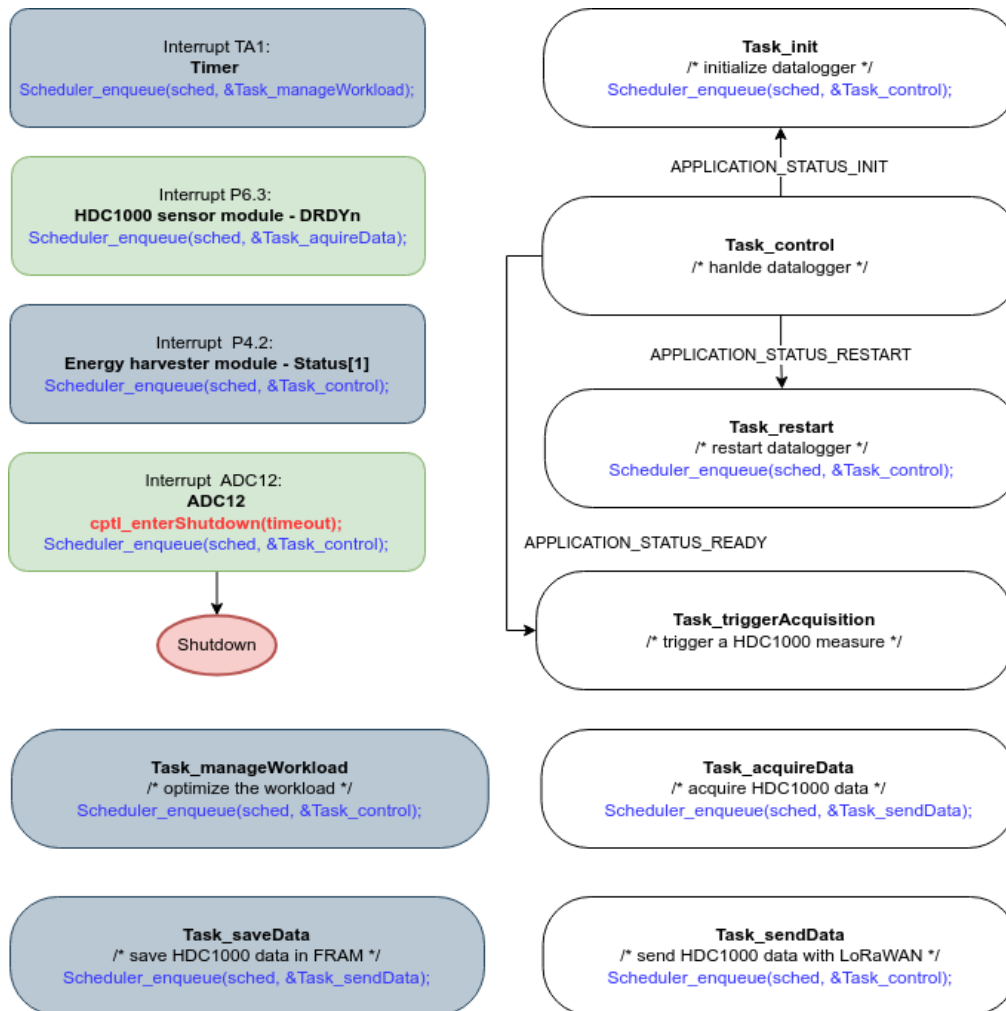 Interrupt TA1:
Timer
Scheduler_enqueue(sched, &Task_manageWorkload);
Interrupt P6.3:
HDC1000 sensor module - DRDYn
Scheduler_enqueue(sched, &Task_aquireData);
Interrupt P4.2:
Energy harvester module - Status[1]
Scheduler_enqueue(sched, &Task_control);
Interrupt ADC12:
ADC12
cptl_enterShutdown(timeout);
Scheduler_enqueue(sched, &Task_control);
Shutdown
Task_manageWorkload
/* optimize the workload */
Scheduler_enqueue(sched, &Task_control);
Task_saveData
/* save HDC1000 data in FRAM */
Scheduler_enqueue(sched, &Task_sendData);
Task_init
/* initialize datalogger */
Scheduler_enqueue(sched, &Task_control);
APPLICATION_STATUS_INIT
Task_control
/* hanlde datalogger */
APPLICATION_STATUS_RESTART
Task_restart
/* restart datalogger */
Scheduler_enqueue(sched, &Task_control);
APPLICATION_STATUS_READY
Task_triggerAcquisition
/* trigger a HDC1000 measure */
Task_acquireData
/* acquire HDC1000 data */
Scheduler_enqueue(sched, &Task_sendData);
Task_sendData
/* send HDC1000 data with LoRaWAN */
Scheduler_enqueue(sched, &Task_control);